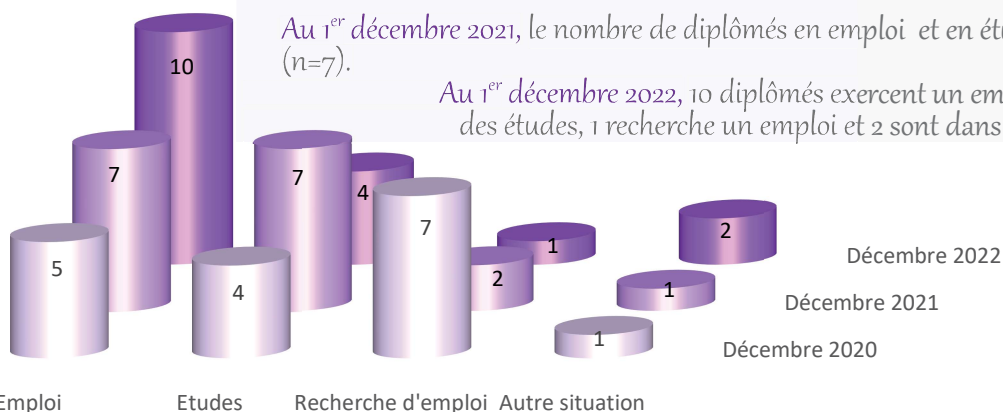 Au 1er décembre 2021, le nombre de diplômés en emploi et en
(n=7).
Au 1er décembre 2022, 10 diplômés exercent un
des études, 1 recherche un emploi et 2 sont dans
10
7
7
4
7
5
4
2
1
2
1
1
Décembre 2022
Décembre 2021
Décembre 2020
Emploi
Etudes
Recherche d'emploi
Autre situation